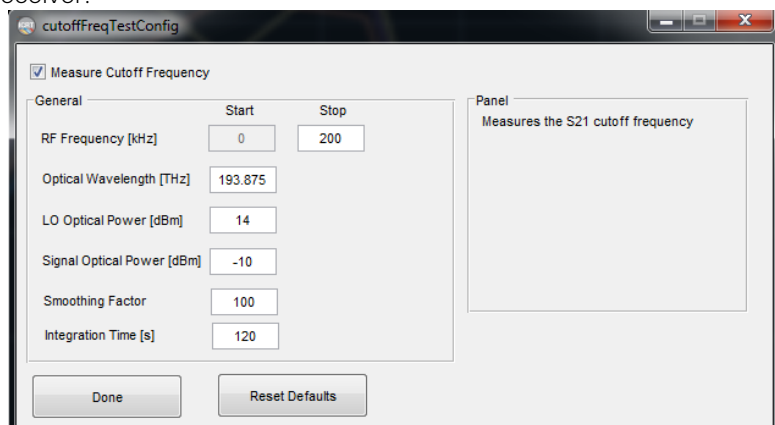 cutoffFreqTestConfig
Measure Cutoff Frequency
General
Start Stop
RF Frequency [kHz] 0 200
Optical Wavelength [THz] 193.875
LO Optical Power [dBm] 14
Signal Optical Power [dBm] -10
Smoothing Factor 100
Integration Time [s] 120
Panel
Measures the S21 cutoff frequency
Done Reset Defaults